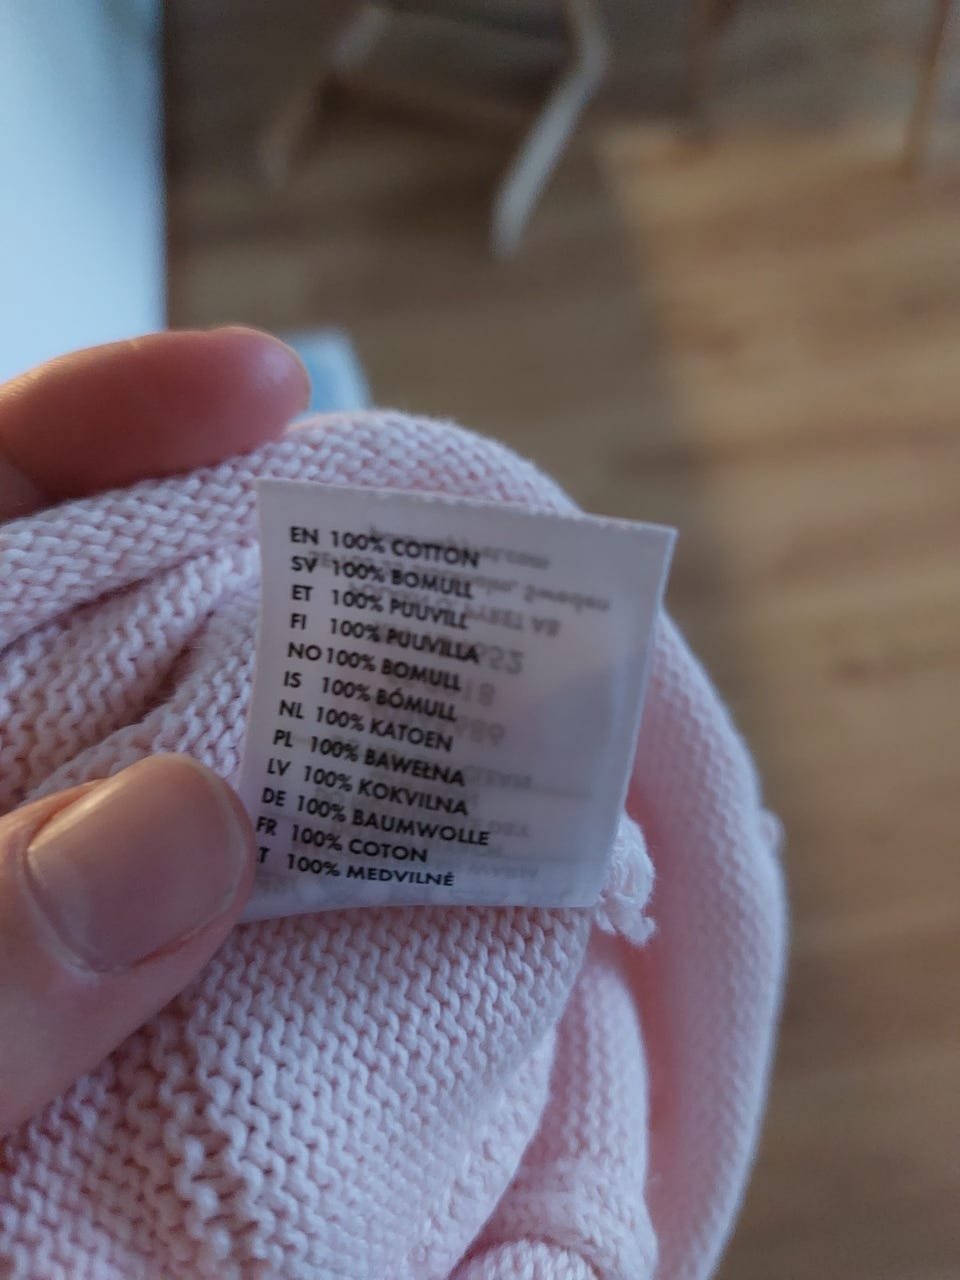 EN 100% COTTON
SV 100% BOMULL
ET 100% PUUVILL
FI 100% PUUVILLA
NO 100% BOMULL
IS 100% BÓMULL
NL 100% KATOEN
PL 100% BAWEŁNA
LV 100% KOKVILNA
DE 100% BAUMWOLLE
FR 100% COTON
T 100% MEDVILNĖ